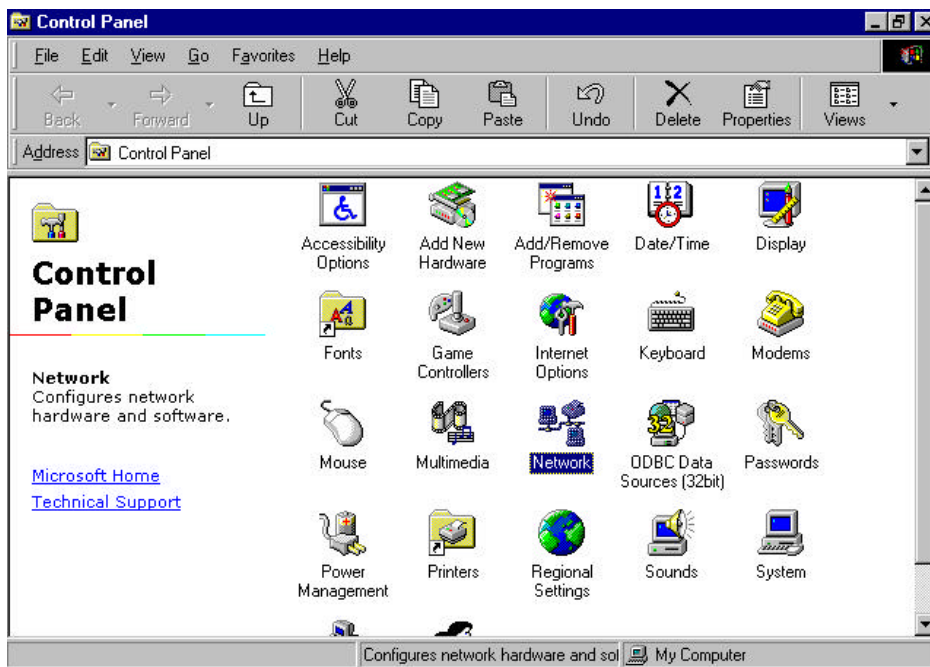 Control Panel
File Edit View Go Favorites Help
Back Forward Up Cut Copy Paste Undo Delete Properties Views
Address Control Panel
Control
Panel
Network
Configures network
hardware and software.
Microsoft Home
Technical Support
Accessibility
Options
Add New
Hardware
Add/Remove
Programs
Date/Time
Display
Fonts
Game
Controllers
Internet
Options
Keyboard
Modems
Mouse
Multimedia
Network
ODBC Data
Sources (32bit)
Passwords
Power
Management
Printers
Regional
Settings
Sounds
System
Configures network hardware and sol
My Computer